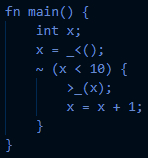 fn main() {
    int x;
    x = _<();
    ~ (x < 10) {
        >_(x);
        x = x + 1;
    }
}